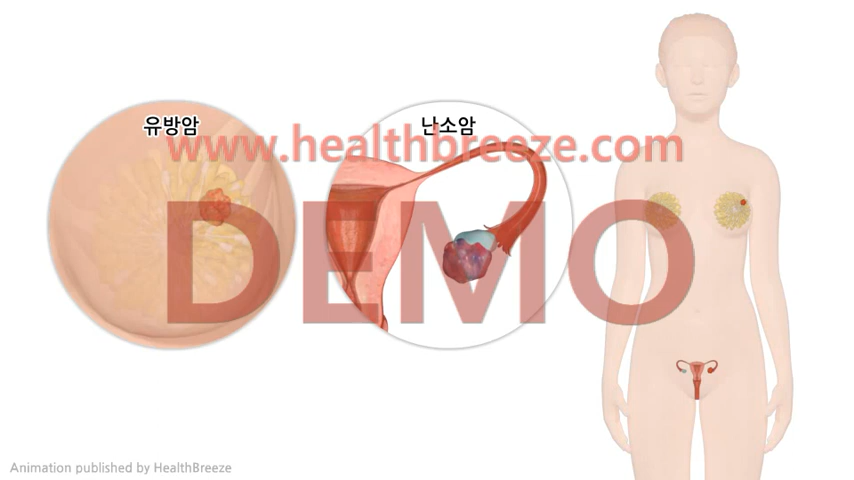 유방암
난소암
www.healthbreeze.com
DEMO
Animation published by HealthBreeze